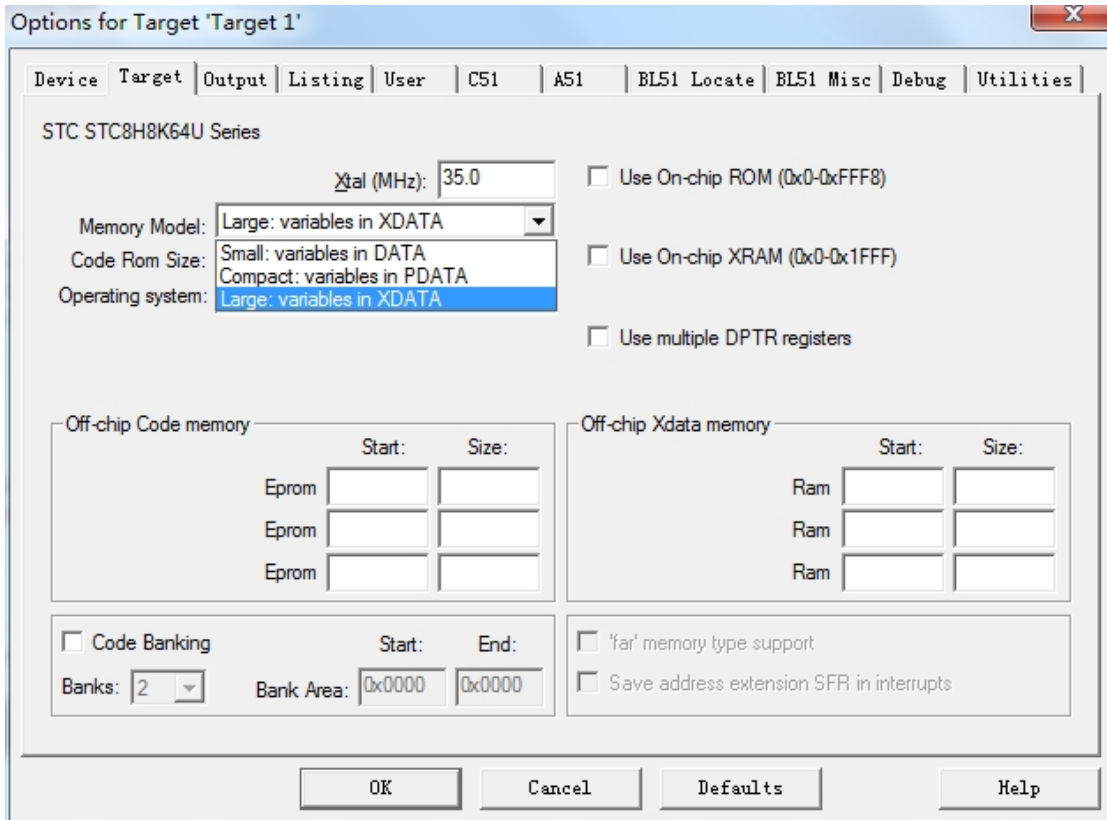 Options for Target 'Target 1'
Device Target Output Listing User C51 A51 BL51 Locate BL51 Misc Debug Utilities
STC STC8H8K64U Series
Xtal (MHz): 35.0
Use On-chip ROM (0x0-0xFFF8)
Memory Model: Large: variables in XDATA
Small: variables in DATA
Code Rom Size:
Use On-chip XRAM (0x0-0x1FFF)
Compact: variables in PDATA
Operating system:
Large: variables in XDATA
Use multiple DPTR registers
Off-chip Code memory
Start: Size:
Eprom
Eprom
Eprom
Off-chip Xdata memory
Start: Size:
Ram
Ram
Ram
Code Banking Start: End:
Banks: 2 Bank Area: 0x0000 0x0000
'far' memory type support
Save address extension SFR in interrupts
OK Cancel Defaults Help